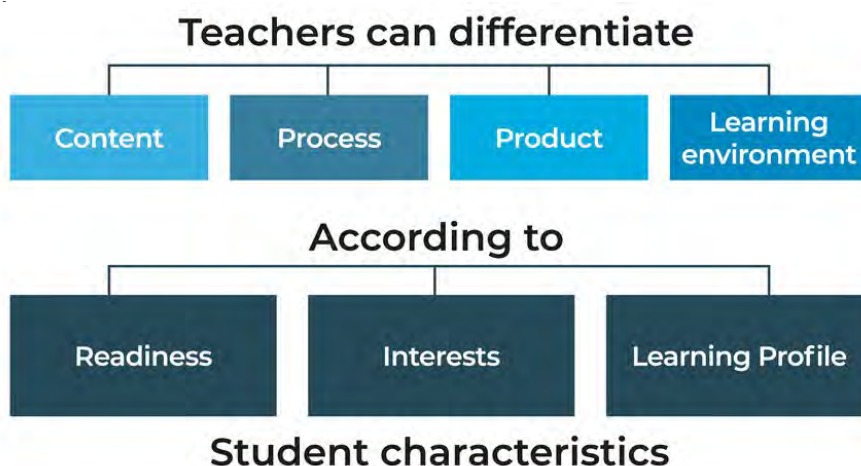 Teachers can differentiate
Content
Process
Product
Learning
environment
According to
Readiness
Interests
Learning Profile
Student characteristics